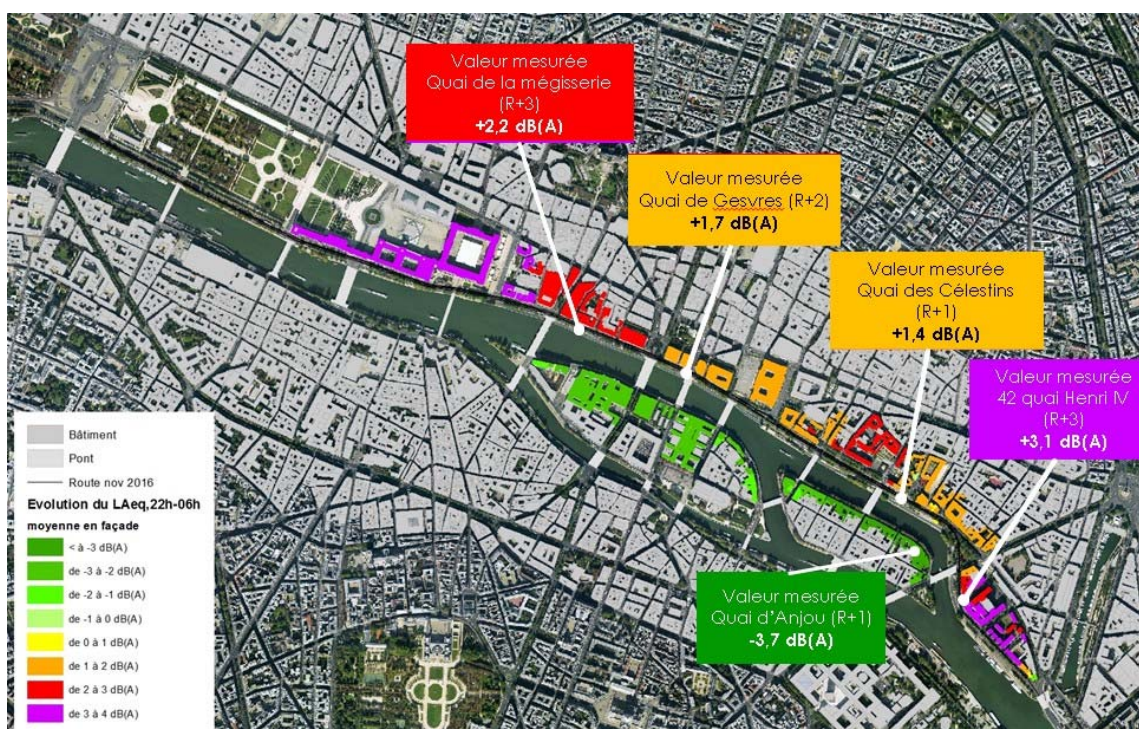 Valeur mesurée
Quai de la mégisserie
(R+3)
+2,2 dB(A)
Valeur mesurée
Quai de Gesvres (R+2)
+1,7 dB(A)
Valeur mesurée
Quai des Célestins
(R+1)
+1,4 dB(A)
Valeur mesurée
42 quai Henri IV
(R+3)
+3,1 dB(A)
Valeur mesurée
Quai d'Anjou (R+1)
-3,7 dB(A)
Bâtiment
Pont
Route nov 2016
Evolution du LAeq,22h-06h
moyenne en façade
< à -3 dB(A)
de -3 à -2 dB(A)
de -2 à -1 dB(A)
de -1 à 0 dB(A)
de 0 à 1 dB(A)
de 1 à 2 dB(A)
de 2 à 3 dB(A)
de 3 à 4 dB(A)